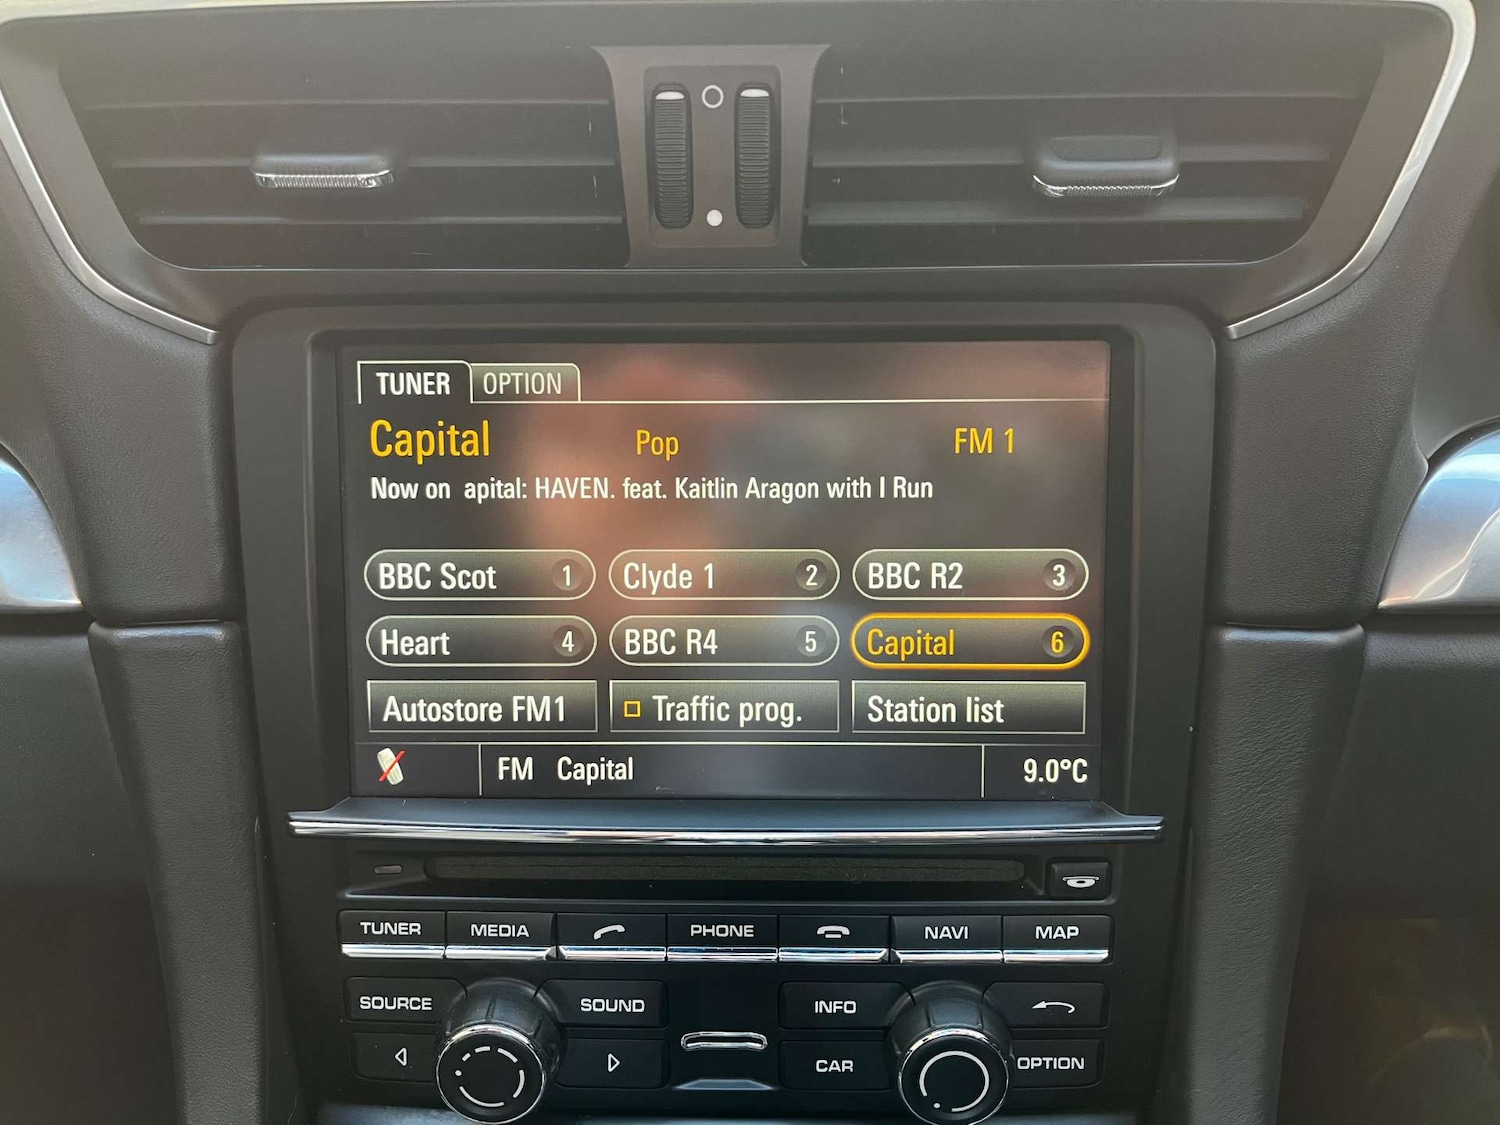 TUNER OPTION
Capital Pop FM 1
Now on  apital: HAVEN. feat. Kaitlin Aragon with I Run
BBC Scot 1 Clyde 1 2 BBC R2 3
Heart 4 BBC R4 5 Capital 6
Autostore FM1 Traffic prog. Station list
FM Capital 9.0°C
TUNER MEDIA PHONE NAVI MAP
SOURCE SOUND INFO
CAR OPTION